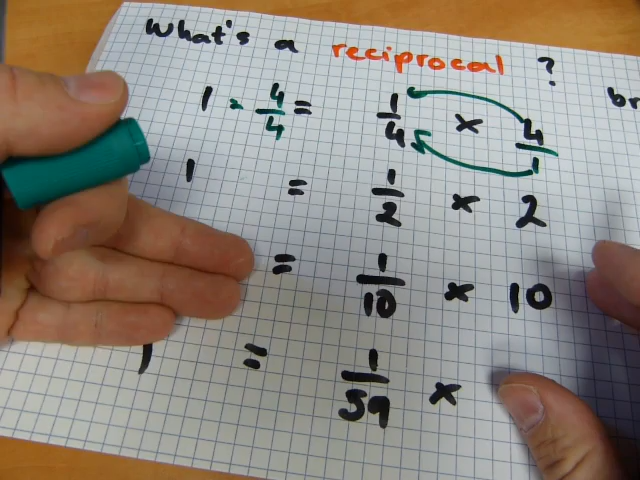 What's a reciprocal ?
br
1 = 4/4 = 1/4 x 4/1
1 = 1/2 x 2
= 1/10 x 10
1 = 1/59 x